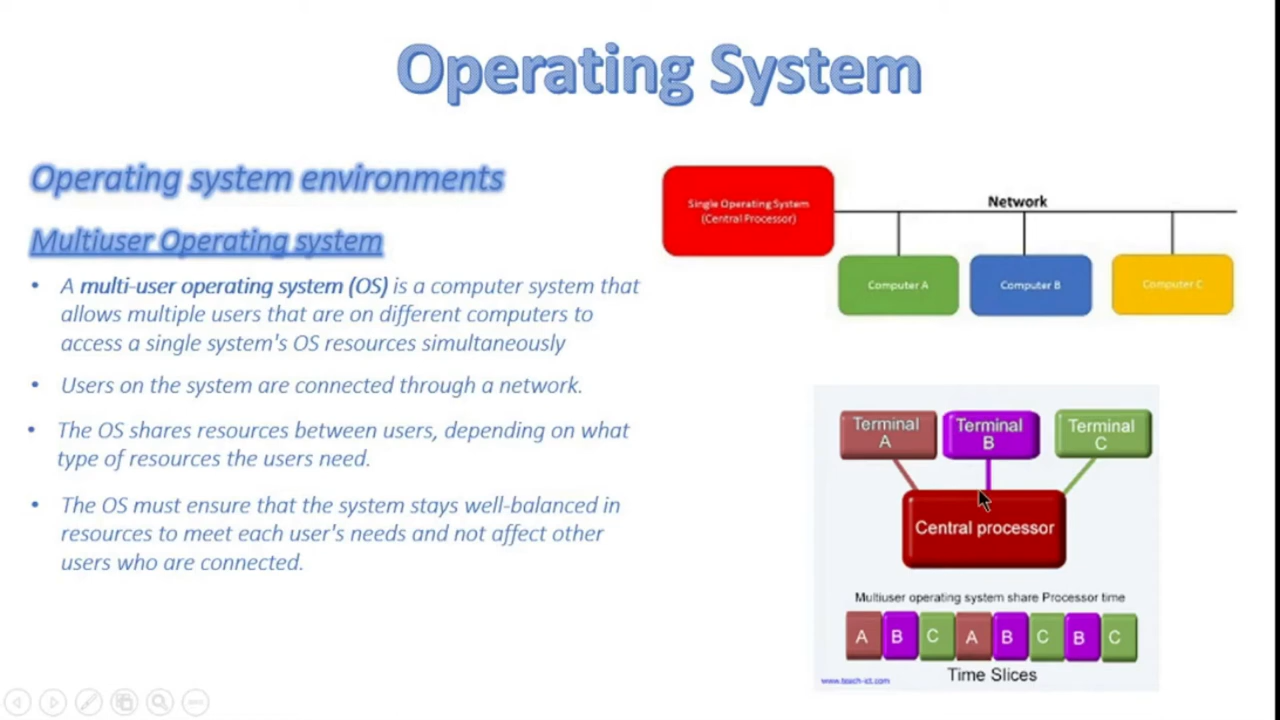 Operating System
Operating system environments
Multiuser Operating system
• A multi-user operating system (OS) is a computer system that
allows multiple users that are on different computers to
access a single system's OS resources simultaneously
• Users on the system are connected through a network.
• The OS shares resources between users, depending on what
type of resources the users need.
• The OS must ensure that the system stays well-balanced in
resources to meet each user's needs and not affect other
users who are connected.
Single Operating System
(Central Processor)
Network
Computer A
Computer B
Computer C
Terminal
A
Terminal
B
Terminal
C
Central processor
Multiuser operating system share Processor time
A B C A B C B C
Time Slices
www.teach-ict.com